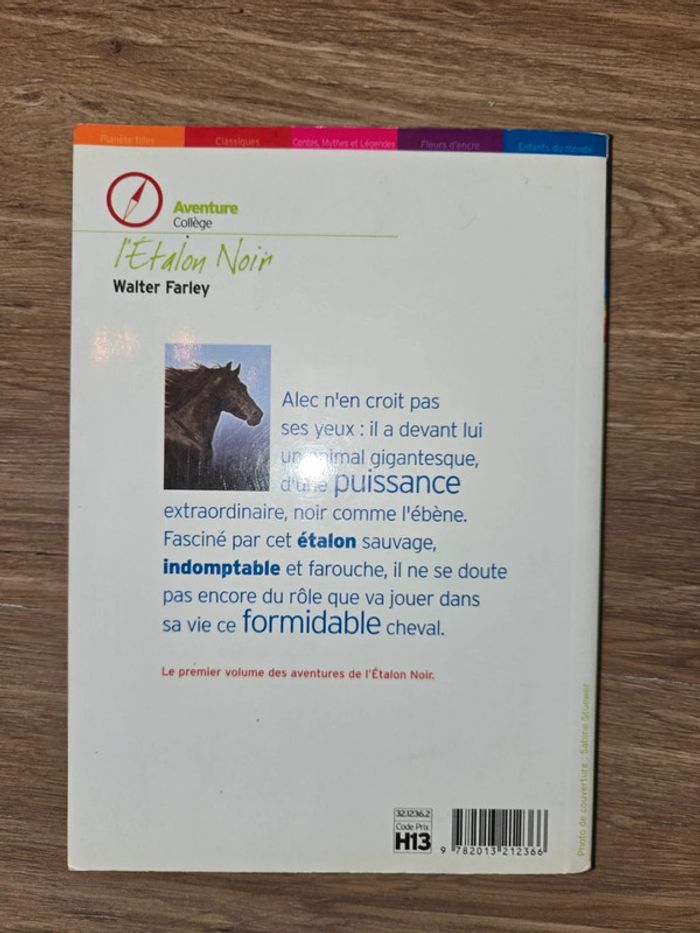 Planète filles
Classiques
Contes, Mythes et Légendes
Fleurs d'encre
Enfants du monde
Aventure
Collège
l'Étalon Noir
Walter Farley
Alec n'en croit pas
ses yeux : il a devant lui
un animal gigantesque,
d'une puissance
extraordinaire, noir comme l'ébène.
Fasciné par cet étalon sauvage,
indomptable et farouche, il ne se doute
pas encore du rôle que va jouer dans
sa vie ce formidable cheval.
Le premier volume des aventures de l'Étalon Noir.
32.1236.2
Code Prix
H13
9 782013 212366
Photo de couverture : Sabine Stuewer